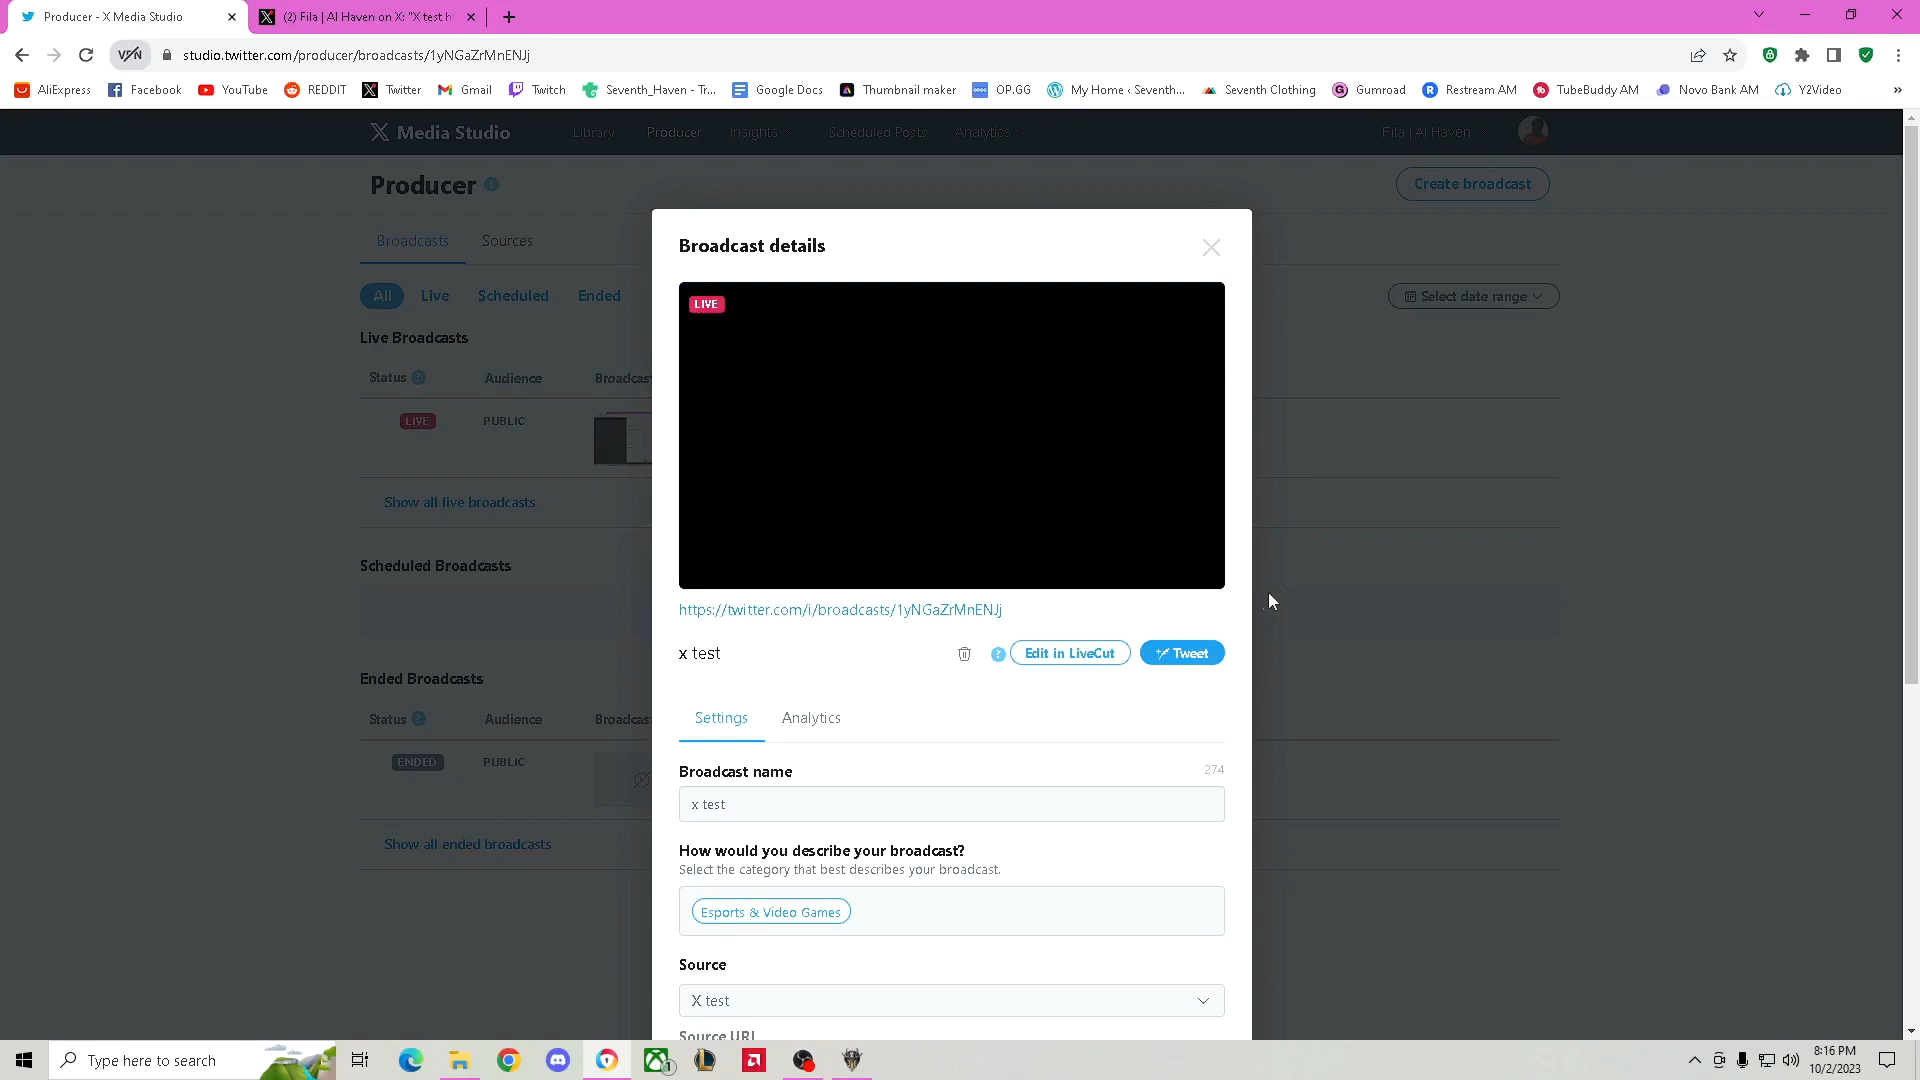 Producer - X Media Studio
(2) Fila | AI Haven on X: "X test h
VPN
studio.twitter.com/producer/broadcasts/1yNGaZrMnENJj
AliExpress
Facebook
YouTube
REDDIT
Twitter
Gmail
Twitch
Seventh_Haven - Tr...
Google Docs
Thumbnail maker
OP.GG
My Home ‹ Seventh...
Seventh Clothing
Gumroad
Restream AM
TubeBuddy AM
Novo Bank AM
Y2Video
»
X Media Studio
Library
Producer
Insights
Scheduled Posts
Analytics
Fila | AI Haven
Producer ?
Create broadcast
Broadcasts
Sources
All
Live
Scheduled
Ended
Select date range
Live Broadcasts
Status ?
Audience
Broadcas
LIVE
PUBLIC
Show all live broadcasts
Scheduled Broadcasts
Ended Broadcasts
Status ?
Audience
Broadcas
ENDED
PUBLIC
Show all ended broadcasts
Broadcast details
LIVE
https://twitter.com/i/broadcasts/1yNGaZrMnENJj
x test
?
Edit in LiveCut
Tweet
Settings
Analytics
Broadcast name
274
x test
How would you describe your broadcast?
Select the category that best describes your broadcast.
Esports & Video Games
Source
X test
Source URL
Type here to search
1
8:16 PM
10/2/2023